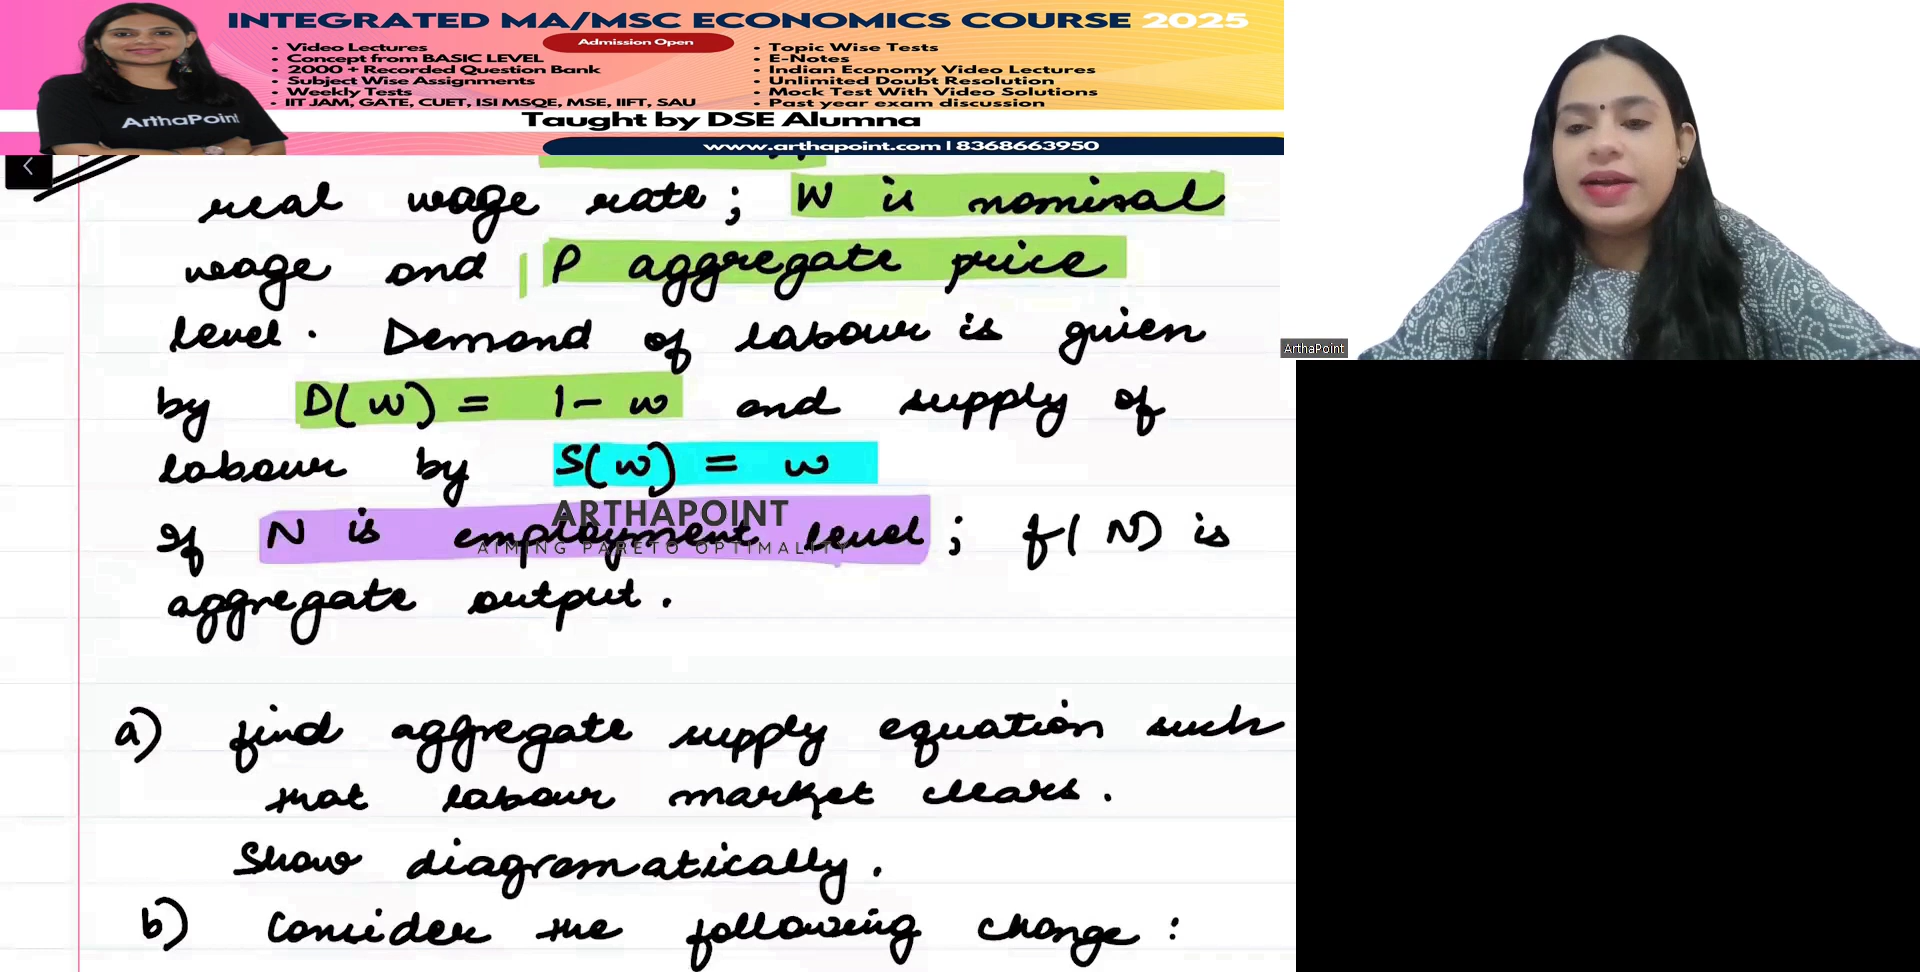 INTEGRATED MA/MSC ECONOMICS COURSE 2025
Admission Open
• Video Lectures
• Concept from BASIC LEVEL
• 2000 + Recorded Question Bank
• Subject Wise Assignments
• Weekly Tests
• IIT JAM, GATE, CUET, ISI MSQE, MSE, IIFT, SAU
• Topic Wise Tests
• E-Notes
• Indian Economy Video Lectures
• Unlimited Doubt Resolution
• Mock Test With Video Solutions
• Past year exam discussion
ArthaPoint
Taught by DSE Alumna
www.arthapoint.com | 8368663950
real wage rate; W is nominal
wage and P aggregate price
level. Demand of labour is given
by D(w) = 1 - w and supply of
labour by S(w) = w
ARTHAPOINT
If N is employment level; f(N) is
AIMING PARETO OPTIMALITY
aggregate output.
a) find aggregate supply equation such
that labour market clears.
Show diagrammatically.
b) Consider the following change:
ArthaPoint